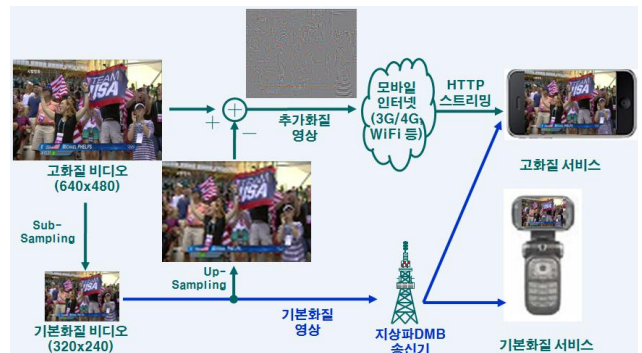 TEAM
USA
MICHAEL PHELPS
고화질 비디오
(640x480)
Sub-
Sampling
기본화질 비디오
(320x240)
+
−
추가화질
영상
USA
Up-
Sampling
기본화질
영상
모바일
인터넷
(3G/4G,
WiFi 등)
HTTP
스트리밍
고화질 서비스
지상파DMB
송신기
기본화질 서비스